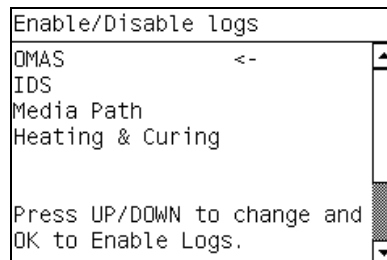 Enable/Disable logs
OMAS <-
IDS
Media Path
Heating & Curing
Press UP/DOWN to change and
OK to Enable Logs.